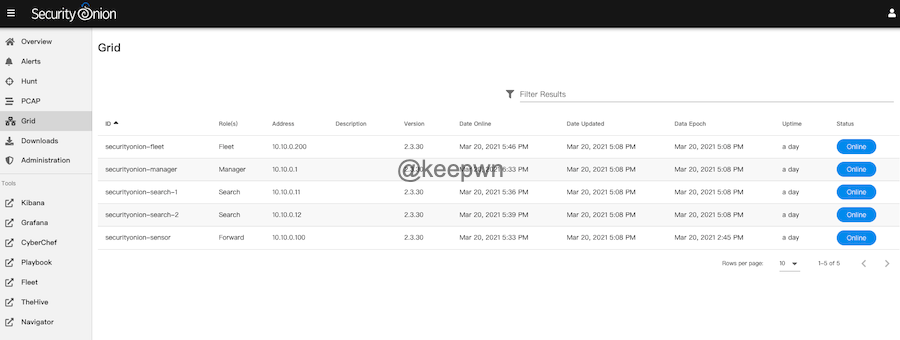 Security Onion
Overview
Alerts
Hunt
PCAP
Grid
Downloads
Administration
Tools
Kibana
Grafana
CyberChef
Playbook
Fleet
TheHive
Navigator
Grid
Filter Results
ID Role(s) Address Description Version Date Online Date Updated Data Epoch Uptime Status
securityonion-fleet Fleet 10.10.0.200 2.3.30 Mar 20, 2021 5:46 PM Mar 20, 2021 5:08 PM Mar 20, 2021 5:08 PM a day Online
securityonion-manager Manager 10.10.0.1 2.3.30 Mar 20, 2021 5:08 PM Mar 20, 2021 5:08 PM a day Online
@keepwn
securityonion-search-1 Search 10.10.0.11 2.3.30 Mar 20, 2021 5:36 PM Mar 20, 2021 5:08 PM Mar 20, 2021 5:08 PM a day Online
securityonion-search-2 Search 10.10.0.12 2.3.30 Mar 20, 2021 5:39 PM Mar 20, 2021 5:08 PM Mar 20, 2021 5:08 PM a day Online
securityonion-sensor Forward 10.10.0.100 2.3.30 Mar 20, 2021 5:33 PM Mar 20, 2021 5:08 PM Mar 20, 2021 2:45 PM a day Online
Rows per page: 10 1-5 of 5